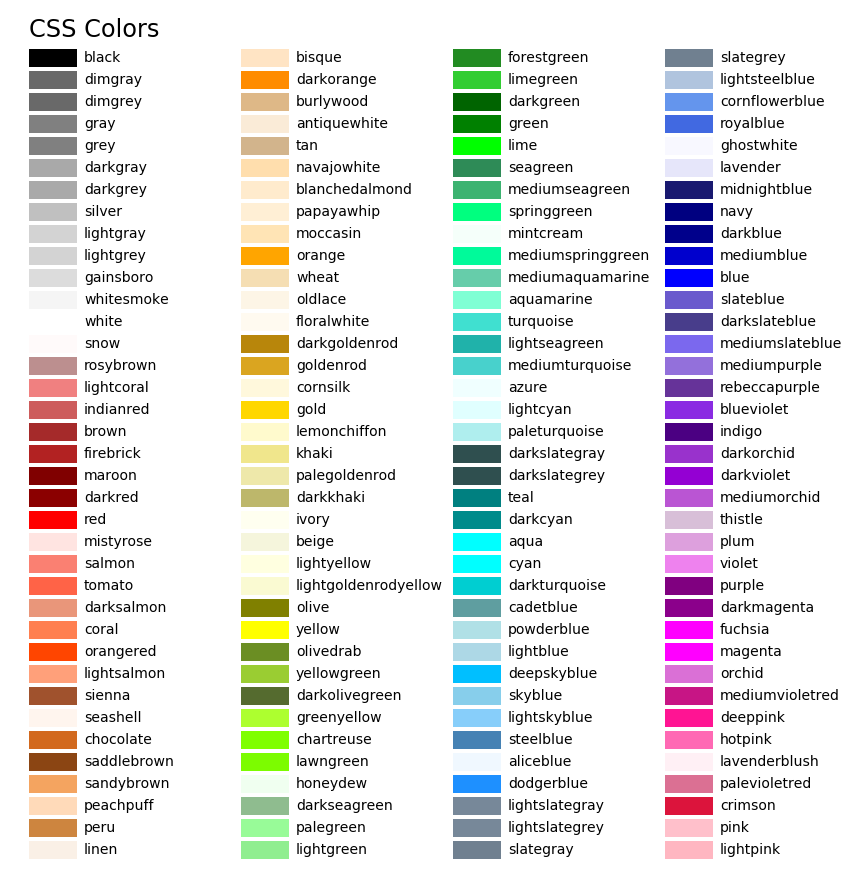 CSS Colors
black
dimgray
dimgrey
gray
grey
darkgray
darkgrey
silver
lightgray
lightgrey
gainsboro
whitesmoke
white
snow
rosybrown
lightcoral
indianred
brown
firebrick
maroon
darkred
red
mistyrose
salmon
tomato
darksalmon
coral
orangered
lightsalmon
sienna
seashell
chocolate
saddlebrown
sandybrown
peachpuff
peru
linen
bisque
darkorange
burlywood
antiquewhite
tan
navajowhite
blanchedalmond
papayawhip
moccasin
orange
wheat
oldlace
floralwhite
darkgoldenrod
goldenrod
cornsilk
gold
lemonchiffon
khaki
palegoldenrod
darkkhaki
ivory
beige
lightyellow
lightgoldenrodyellow
olive
yellow
olivedrab
yellowgreen
darkolivegreen
greenyellow
chartreuse
lawngreen
honeydew
darkseagreen
palegreen
lightgreen
forestgreen
limegreen
darkgreen
green
lime
seagreen
mediumseagreen
springgreen
mintcream
mediumspringgreen
mediumaquamarine
aquamarine
turquoise
lightseagreen
mediumturquoise
azure
lightcyan
paleturquoise
darkslategray
darkslategrey
teal
darkcyan
aqua
cyan
darkturquoise
cadetblue
powderblue
lightblue
deepskyblue
skyblue
lightskyblue
steelblue
aliceblue
dodgerblue
lightslategray
lightslategrey
slategray
slategrey
lightsteelblue
cornflowerblue
royalblue
ghostwhite
lavender
midnightblue
navy
darkblue
mediumblue
blue
slateblue
darkslateblue
mediumslateblue
mediumpurple
rebeccapurple
blueviolet
indigo
darkorchid
darkviolet
mediumorchid
thistle
plum
violet
purple
darkmagenta
fuchsia
magenta
orchid
mediumvioletred
deeppink
hotpink
lavenderblush
palevioletred
crimson
pink
lightpink